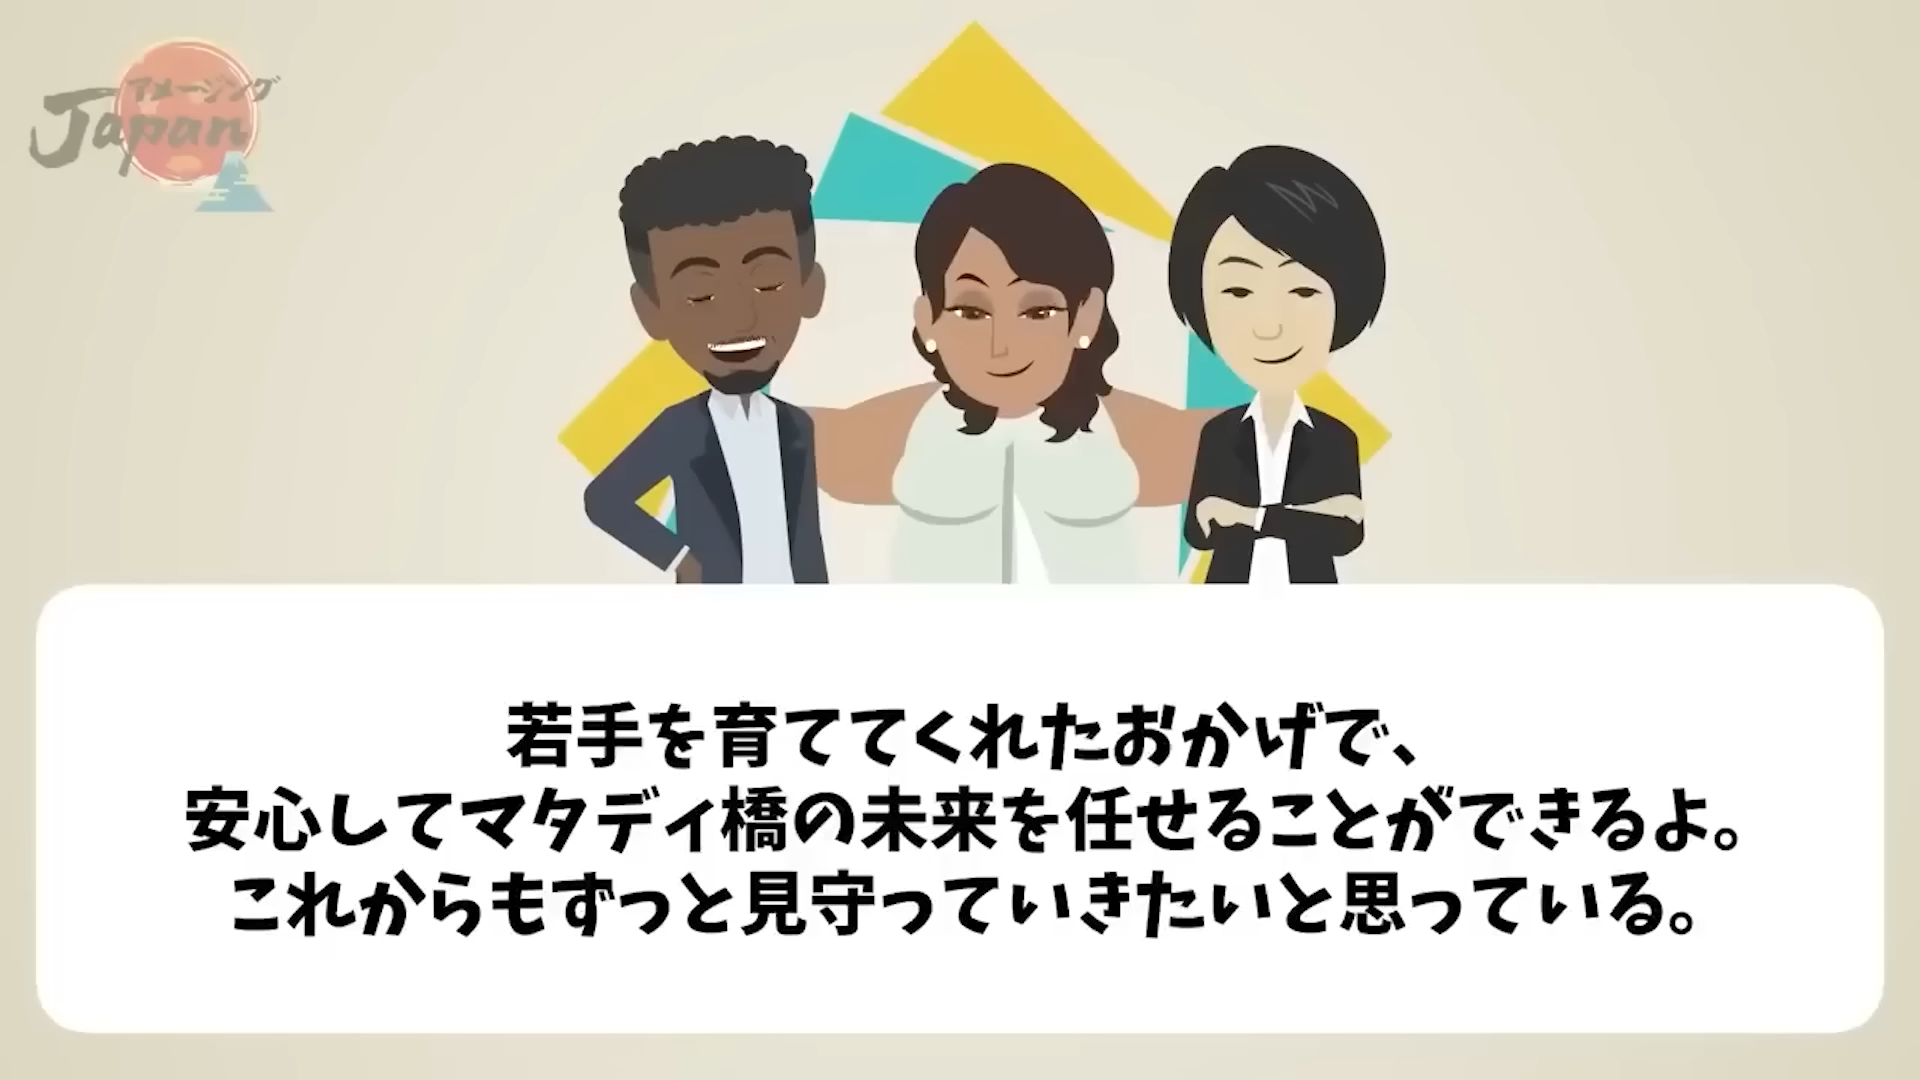 アメージング
Japan
若手を育ててくれたおかげで、
安心してマタディ橋の未来を任せることができるよ。
これからもずっと見守っていきたいと思っている。